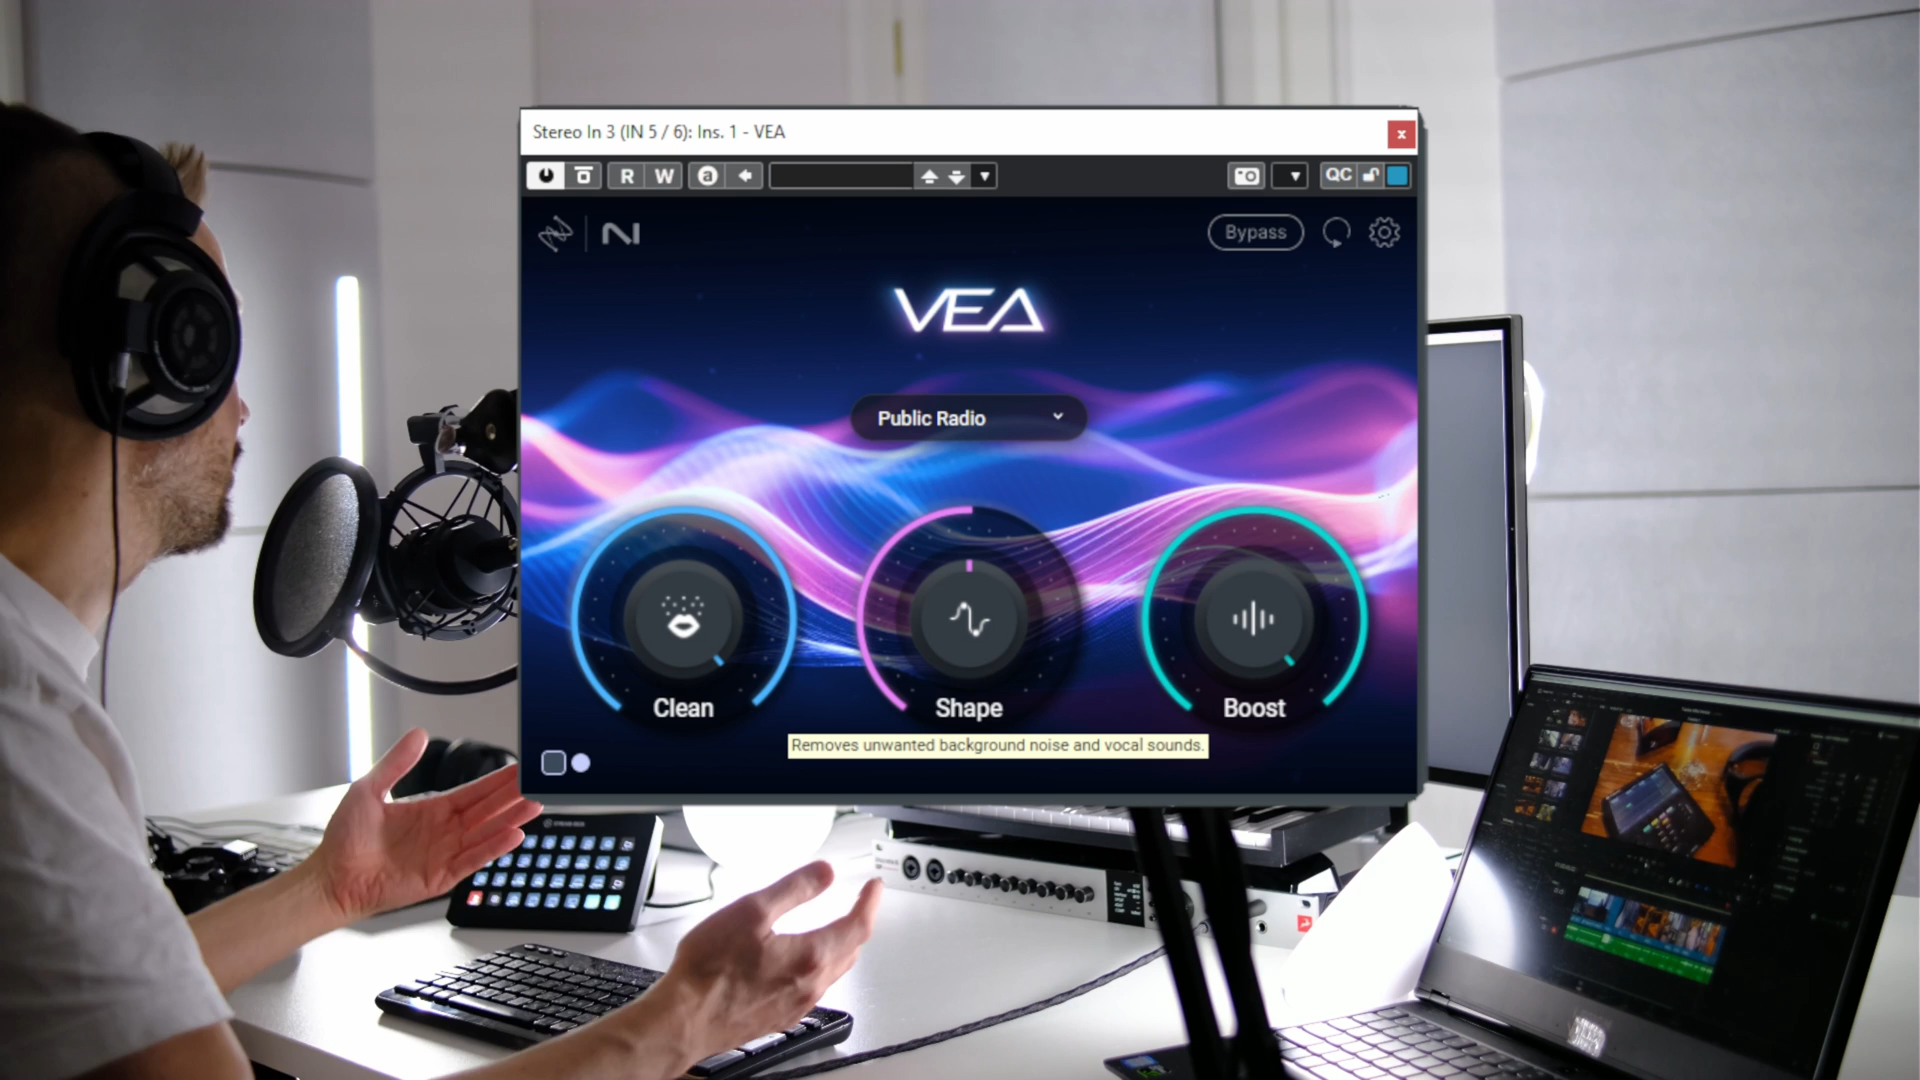 Stereo In 3 (IN 5 / 6): Ins. 1 - VEA
x
R W a QC
Bypass
VEA
Public Radio
Clean Shape Boost
Removes unwanted background noise and vocal sounds.